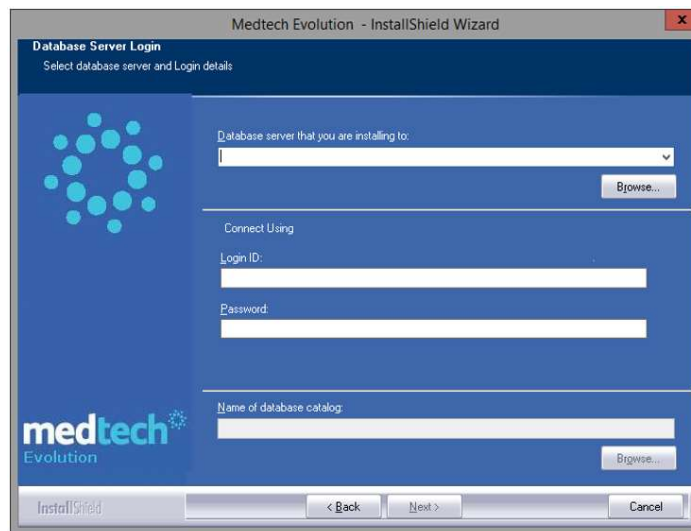 Medtech Evolution - InstallShield Wizard
x
Database Server Login
Select database server and Login details
Database server that you are installing to:
Browse...
Connect Using
Login ID:
Password:
Name of database catalog:
Browse...
medtech
Evolution
InstallShield
< Back
Next >
Cancel